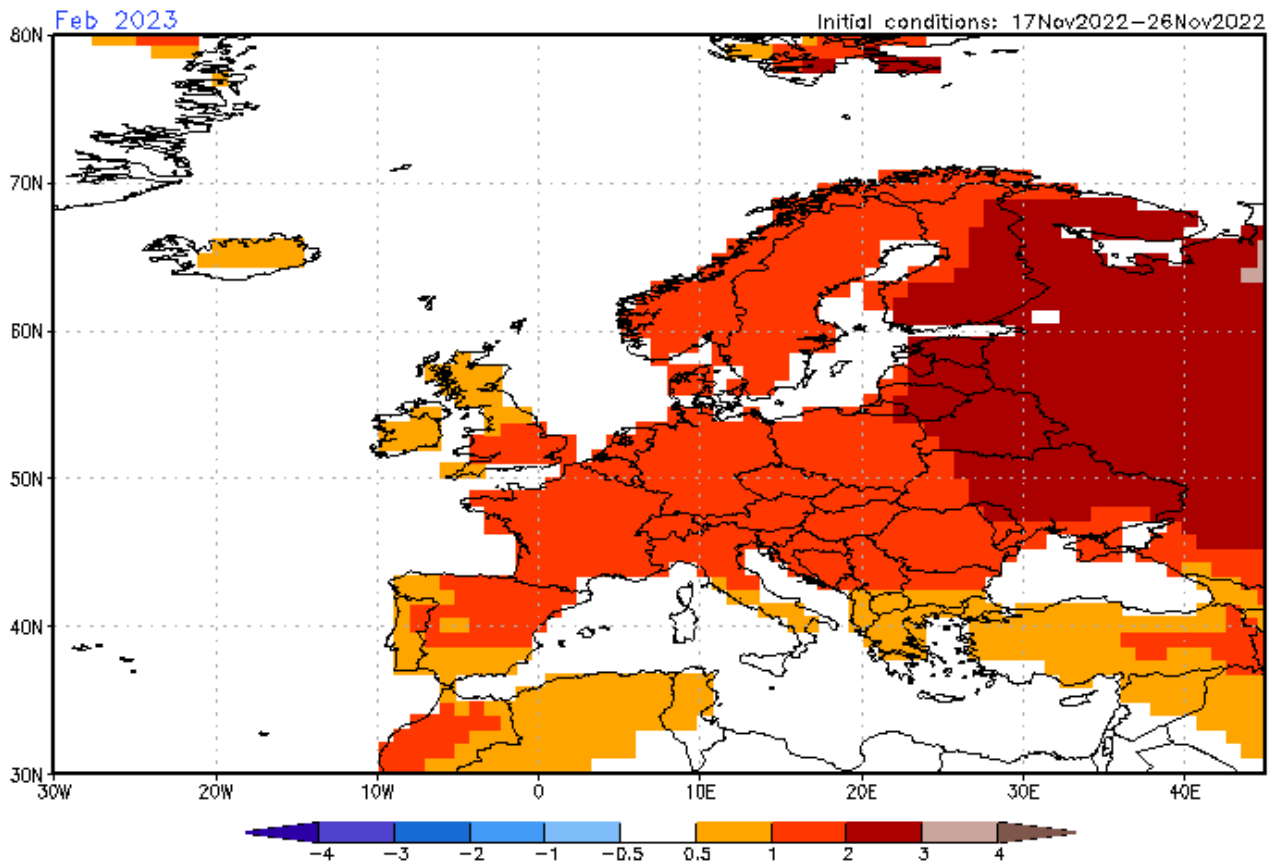 Feb 2023
Initial conditions: 17Nov2022-26Nov2022
80N
70N
60N
50N
40N
30N
30W 20W 10W 0 10E 20E 30E 40E
-4 -3 -2 -1 -0.5 0.5 1 2 3 4